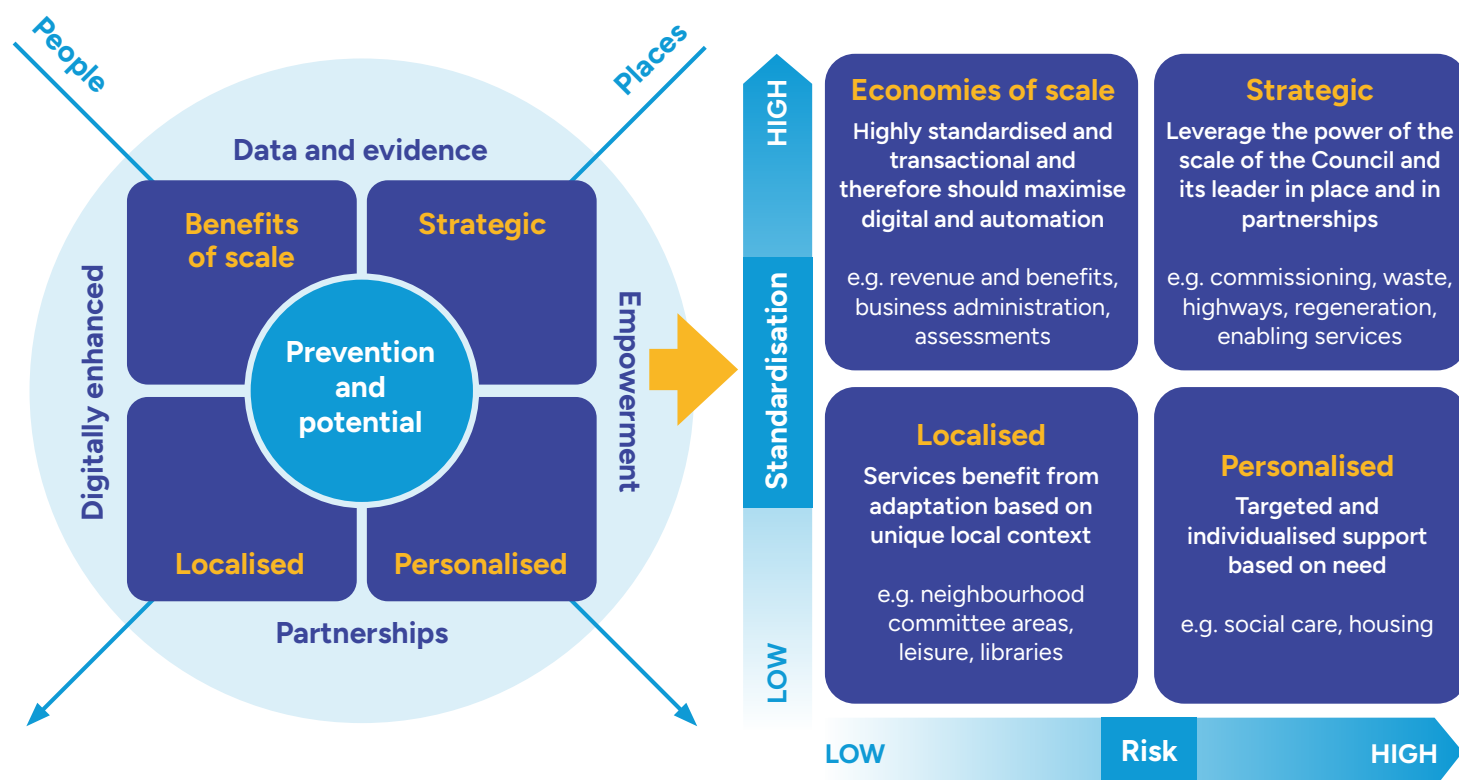 People
Places
Data and evidence
Benefits
of scale
Strategic
Digitally enhanced
Prevention
and
potential
Empowerment
Localised
Personalised
Partnerships
HIGH
Standardisation
LOW
Economies of scale
Highly standardised and
transactional and
therefore should maximise
digital and automation
e.g. revenue and benefits,
business administration,
assessments
Strategic
Leverage the power of the
scale of the Council and
its leader in place and in
partnerships
e.g. commissioning, waste,
highways, regeneration,
enabling services
Localised
Services benefit from
adaptation based on
unique local context
e.g. neighbourhood
committee areas,
leisure, libraries
Personalised
Targeted and
individualised support
based on need
e.g. social care, housing
LOW
Risk
HIGH